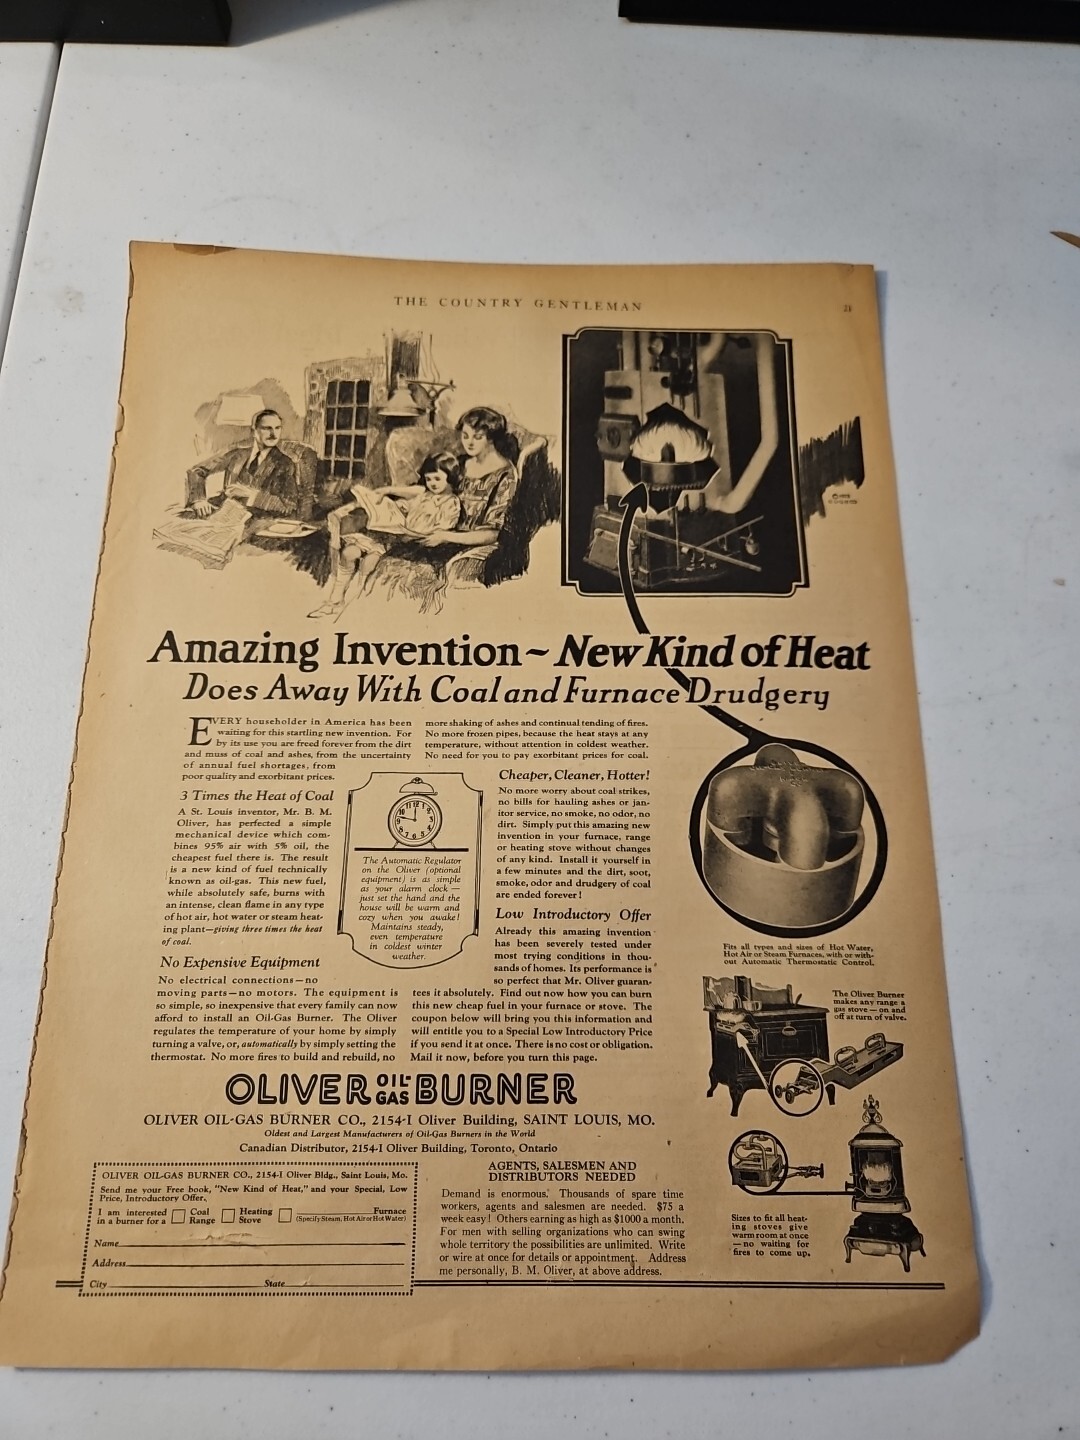 THE COUNTRY GENTLEMAN
21
Amazing Invention~New Kind of Heat
Does Away With Coal and Furnace Drudgery
EVERY householder in America has been
waiting for this startling new invention. For
by its use you are freed forever from the dirt
and muss of coal and ashes, from the uncertainty
of annual fuel shortages, from
poor quality and exorbitant prices.
3 Times the Heat of Coal
A St. Louis inventor, Mr. B. M.
Oliver, has perfected a simple
mechanical device which com-
bines 95% air with 5% oil, the
cheapest fuel there is. The result
is a new kind of fuel technically
known as oil-gas. This new fuel,
while absolutely safe, burns with
an intense, clean flame in any type
of hot air, hot water or steam heat-
ing plant—giving three times the heat
of coal.
No Expensive Equipment
No electrical connections—no
moving parts—no motors. The equipment is
so simple, so inexpensive that every family can now
afford to install an Oil-Gas Burner. The Oliver
regulates the temperature of your home by simply
turning a valve, or, automatically by simply setting the
thermostat. No more fires to build and rebuild, no
The Automatic Regulator
on the Oliver (optional
equipment) is as simple
as your alarm clock—
just set the hand and the
house will be warm and
cozy when you awake!
Maintains steady,
even temperature
in coldest winter
weather.
more shaking of ashes and continual tending of fires.
No more frozen pipes, because the heat stays at any
temperature, without attention in coldest weather.
No need for you to pay exorbitant prices for coal.
Cheaper, Cleaner, Hotter!
No more worry about coal strikes,
no bills for hauling ashes or jan-
itor service, no smoke, no odor, no
dirt. Simply put this amazing new
invention in your furnace, range
or heating stove without changes
of any kind. Install it yourself in
a few minutes and the dirt, soot,
smoke, odor and drudgery of coal
are ended forever!
Low Introductory Offer
Already this amazing invention
has been severely tested under
most trying conditions in thou-
sands of homes. Its performance is
so perfect that Mr. Oliver guaran-
tees it absolutely. Find out now how you can burn
this new cheap fuel in your furnace or stove. The
coupon below will bring you this information and
will entitle you to a Special Low Introductory Price
if you send it at once. There is no cost or obligation.
Mail it now, before you turn this page.
Fits all types and sizes of Hot Water,
Hot Air or Steam Furnaces, with or with-
out Automatic Thermostatic Control.
The Oliver Burner
makes any range a
gas stove—on and
off at turn of valve.
Sizes to fit all heat-
ing stoves give
warm room at once
—no waiting for
fires to come up.
OLIVER OIL-GAS BURNER
OLIVER OIL-GAS BURNER CO., 2154-I Oliver Building, SAINT LOUIS, MO.
Oldest and Largest Manufacturers of Oil-Gas Burners in the World
Canadian Distributor, 2154-I Oliver Building, Toronto, Ontario
OLIVER OIL-GAS BURNER CO., 2154-I Oliver Bldg., Saint Louis, Mo.
Send me your Free book, "New Kind of Heat," and your Special, Low
Price, Introductory Offer.
I am interested in a burner for a
Coal Range
Heating Stove
Furnace
(Specify Steam, Hot Air or Hot Water)
Name
Address
City State
AGENTS, SALESMEN AND
DISTRIBUTORS NEEDED
Demand is enormous. Thousands of spare time
workers, agents and salesmen are needed. $75 a
week easy! Others earning as high as $1000 a month.
For men with selling organizations who can swing
whole territory the possibilities are unlimited. Write
or wire at once for details or appointment. Address
me personally, B. M. Oliver, at above address.